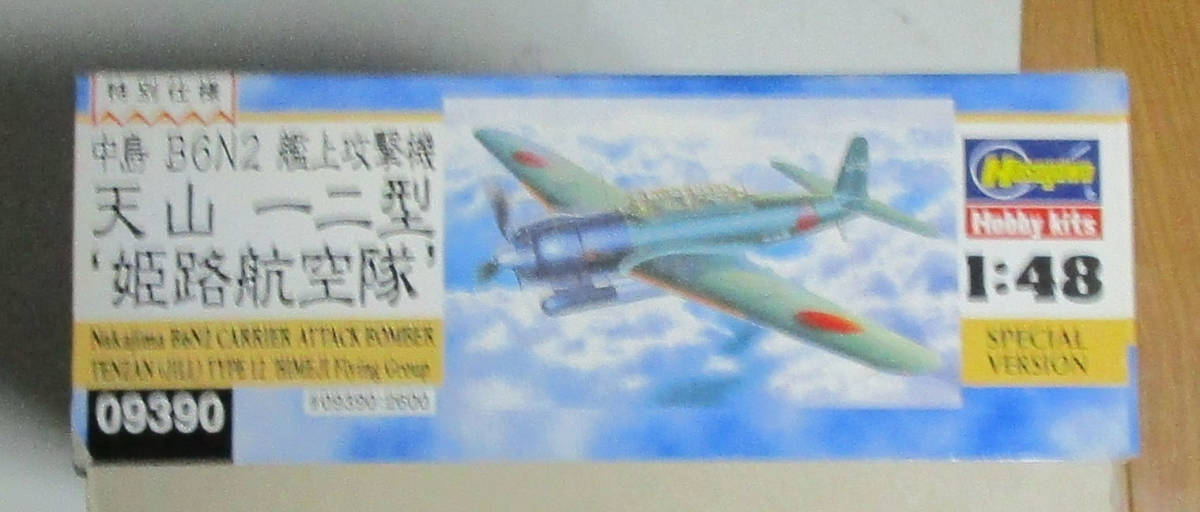 特別仕様
中島 B6N2 艦上攻撃機
天山 一二型
‘姫路航空隊’
Nakajima B6N2 CARRIER ATTACK BOMBER
TENZAN (JILL) TYPE 12 'HIMEJI Flying Group
09390
#09390:2600
Hasegawa
Hobby kits
1:48
SPECIAL
VERSION